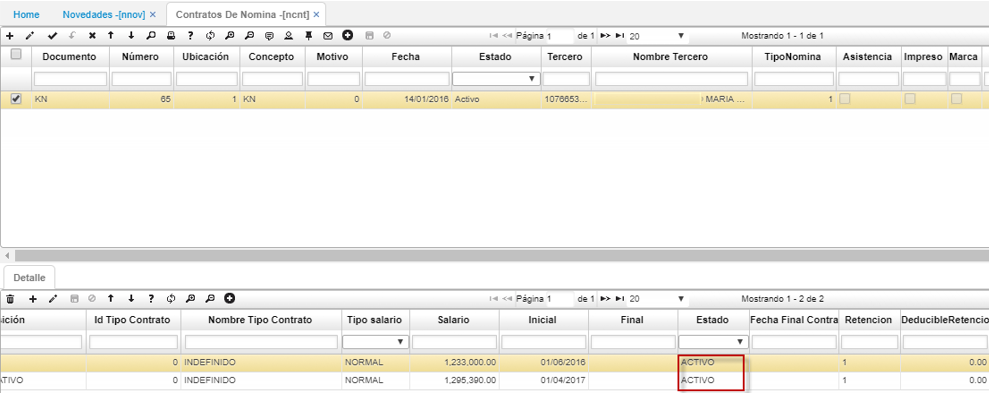 Home Novedades -[nnov] × Contratos De Nomina -[ncnt] ×
Página 1 de 1 20 Mostrando 1 - 1 de 1
Documento Número Ubicación Concepto Motivo Fecha Estado Tercero Nombre Tercero TipoNomina Asistencia Impreso Marca
KN 65 1 KN 0 14/01/2016 Activo 1076653... MARIA ... 1
Detalle
Página 1 de 1 20 Mostrando 1 - 2 de 2
ición Id Tipo Contrato Nombre Tipo Contrato Tipo salario Salario Inicial Final Estado Fecha Final Contra Retencion DeducibleRetencio
0 INDEFINIDO NORMAL 1,233,000.00 01/06/2016 ACTIVO 1 0.00
ATIVO 0 INDEFINIDO NORMAL 1,295,390.00 01/04/2017 ACTIVO 1 0.00